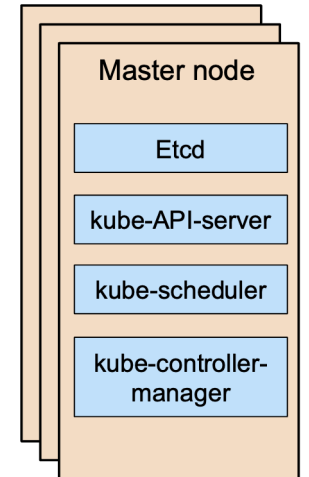 Master node
Etcd
kube-API-server
kube-scheduler
kube-controller-
manager